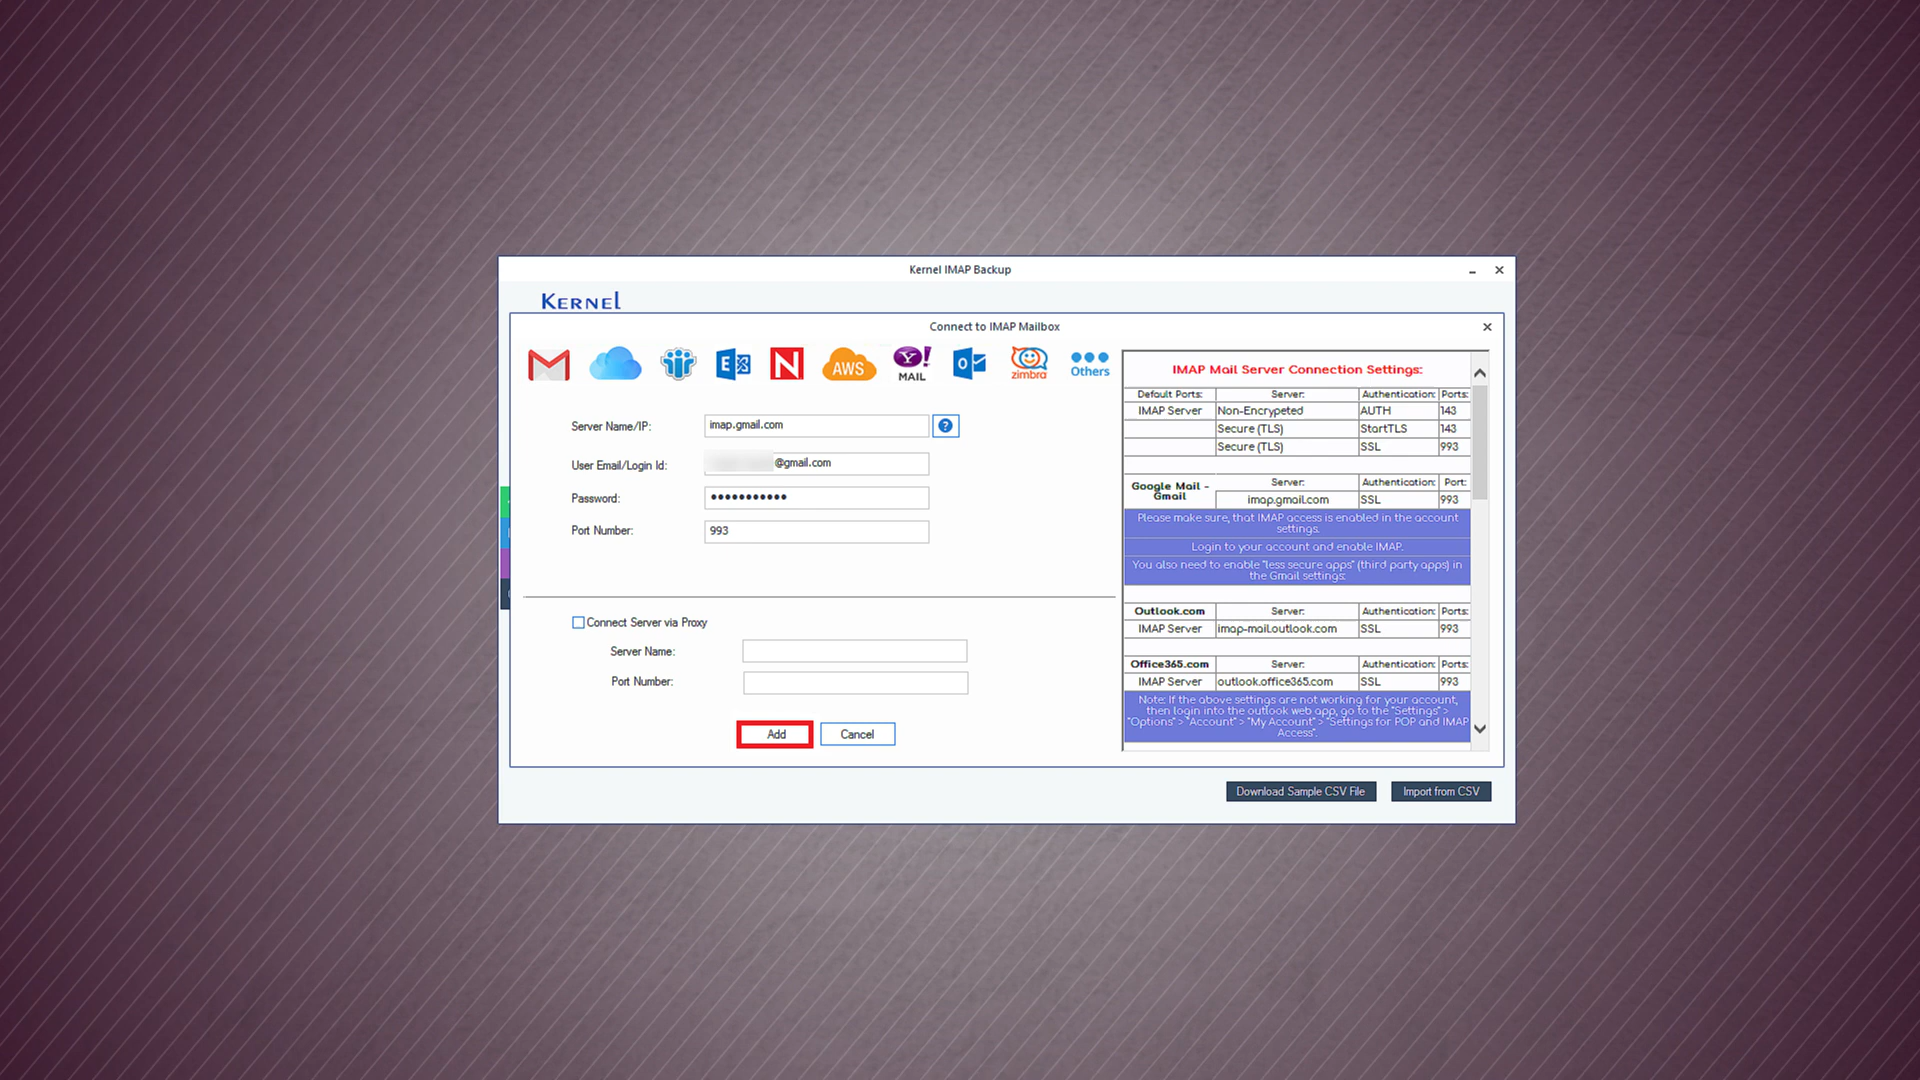 Kernel IMAP Backup
KERNEL
Connect to IMAP Mailbox
E
N
AWS
Y!
MAIL
O
zimbra
Others
Server Name/IP:
imap.gmail.com
?
User Email/Login Id:
@gmail.com
Password:
Port Number:
993
Connect Server via Proxy
Server Name:
Port Number:
Add
Cancel
IMAP Mail Server Connection Settings:
Default Ports: Server: Authentication: Ports:
IMAP Server Non-Encrypeted AUTH 143
Secure (TLS) StartTLS 143
Secure (TLS) SSL 993
Google Mail - Gmail
Server: Authentication: Port:
imap.gmail.com SSL 993
Please make sure, that IMAP access is enabled in the account
settings.
Login to your account and enable IMAP.
You also need to enable "less secure apps" (third party apps) in
the Gmail settings:
Outlook.com Server: Authentication: Ports:
IMAP Server imap-mail.outlook.com SSL 993
Office365.com Server: Authentication: Ports:
IMAP Server outlook.office365.com SSL 993
Note: If the above settings are not working for your account,
then login into the outlook web app, go to the "Settings" >
"Options" > "Account" > "My Account" > "Settings for POP and IMAP
Access".
Download Sample CSV File
Import from CSV